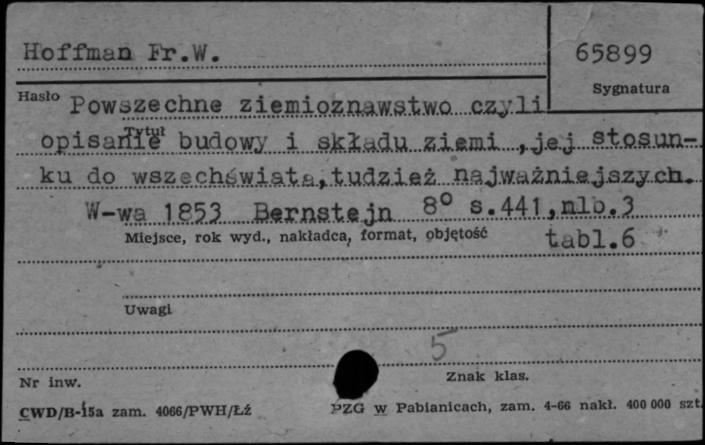 Hoffman Fr.W.
65899
Sygnatura
Hasło
Powszechne ziemioznawstwo czyli
Tytuł
opisanie budowy i składu ziemi ,jej stosun-
ku do wszechświata,tudzież najważniejszych.
W-wa 1853 Bernstejn 8° s.441,nlb.3
Miejsce, rok wyd., nakładca, format, objętość
tabl.6
Uwagi
5
Nr inw.
Znak klas.
CWD/B-15a zam. 4066/PWH/Łź
PZG w Pabianicach, zam. 4-66 nakł. 400 000 szt.